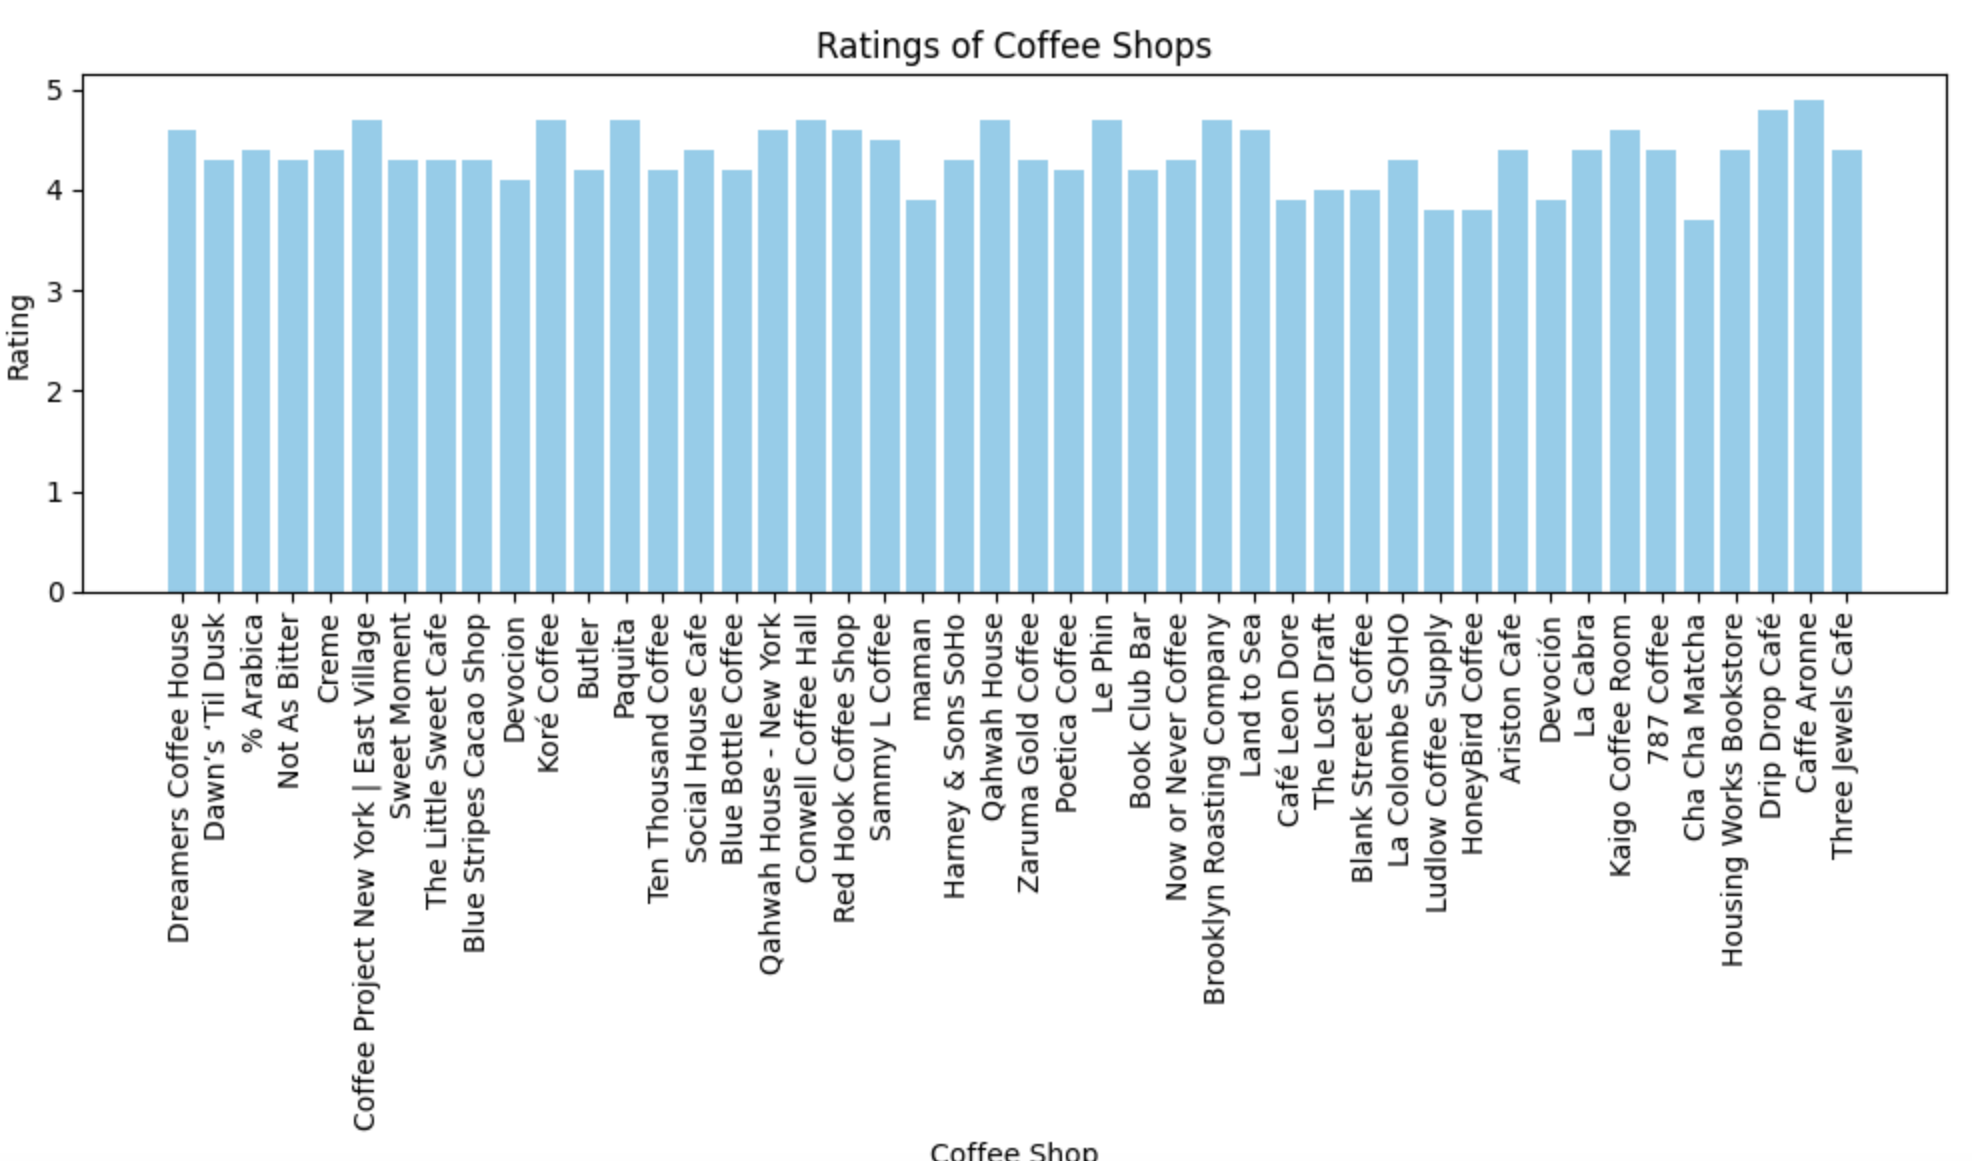 Ratings of Coffee Shops
5
4
3
2
1
0
Rating
Dreamers Coffee House
Dawn’s ‘Til Dusk
% Arabica
Not As Bitter
Creme
Coffee Project New York | East Village
Sweet Moment
The Little Sweet Cafe
Blue Stripes Cacao Shop
Devocion
Koré Coffee
Butler
Paquita
Ten Thousand Coffee
Social House Cafe
Blue Bottle Coffee
Qahwah House - New York
Conwell Coffee Hall
Red Hook Coffee Shop
Sammy L Coffee
maman
Harney & Sons SoHo
Qahwah House
Zaruma Gold Coffee
Poetica Coffee
Le Phin
Book Club Bar
Now or Never Coffee
Brooklyn Roasting Company
Land to Sea
Café Leon Dore
The Lost Draft
Blank Street Coffee
La Colombe SOHO
Ludlow Coffee Supply
HoneyBird Coffee
Ariston Cafe
Devoción
La Cabra
Kaigo Coffee Room
787 Coffee
Cha Cha Matcha
Housing Works Bookstore
Drip Drop Café
Caffe Aronne
Three Jewels Cafe
Coffee Shop